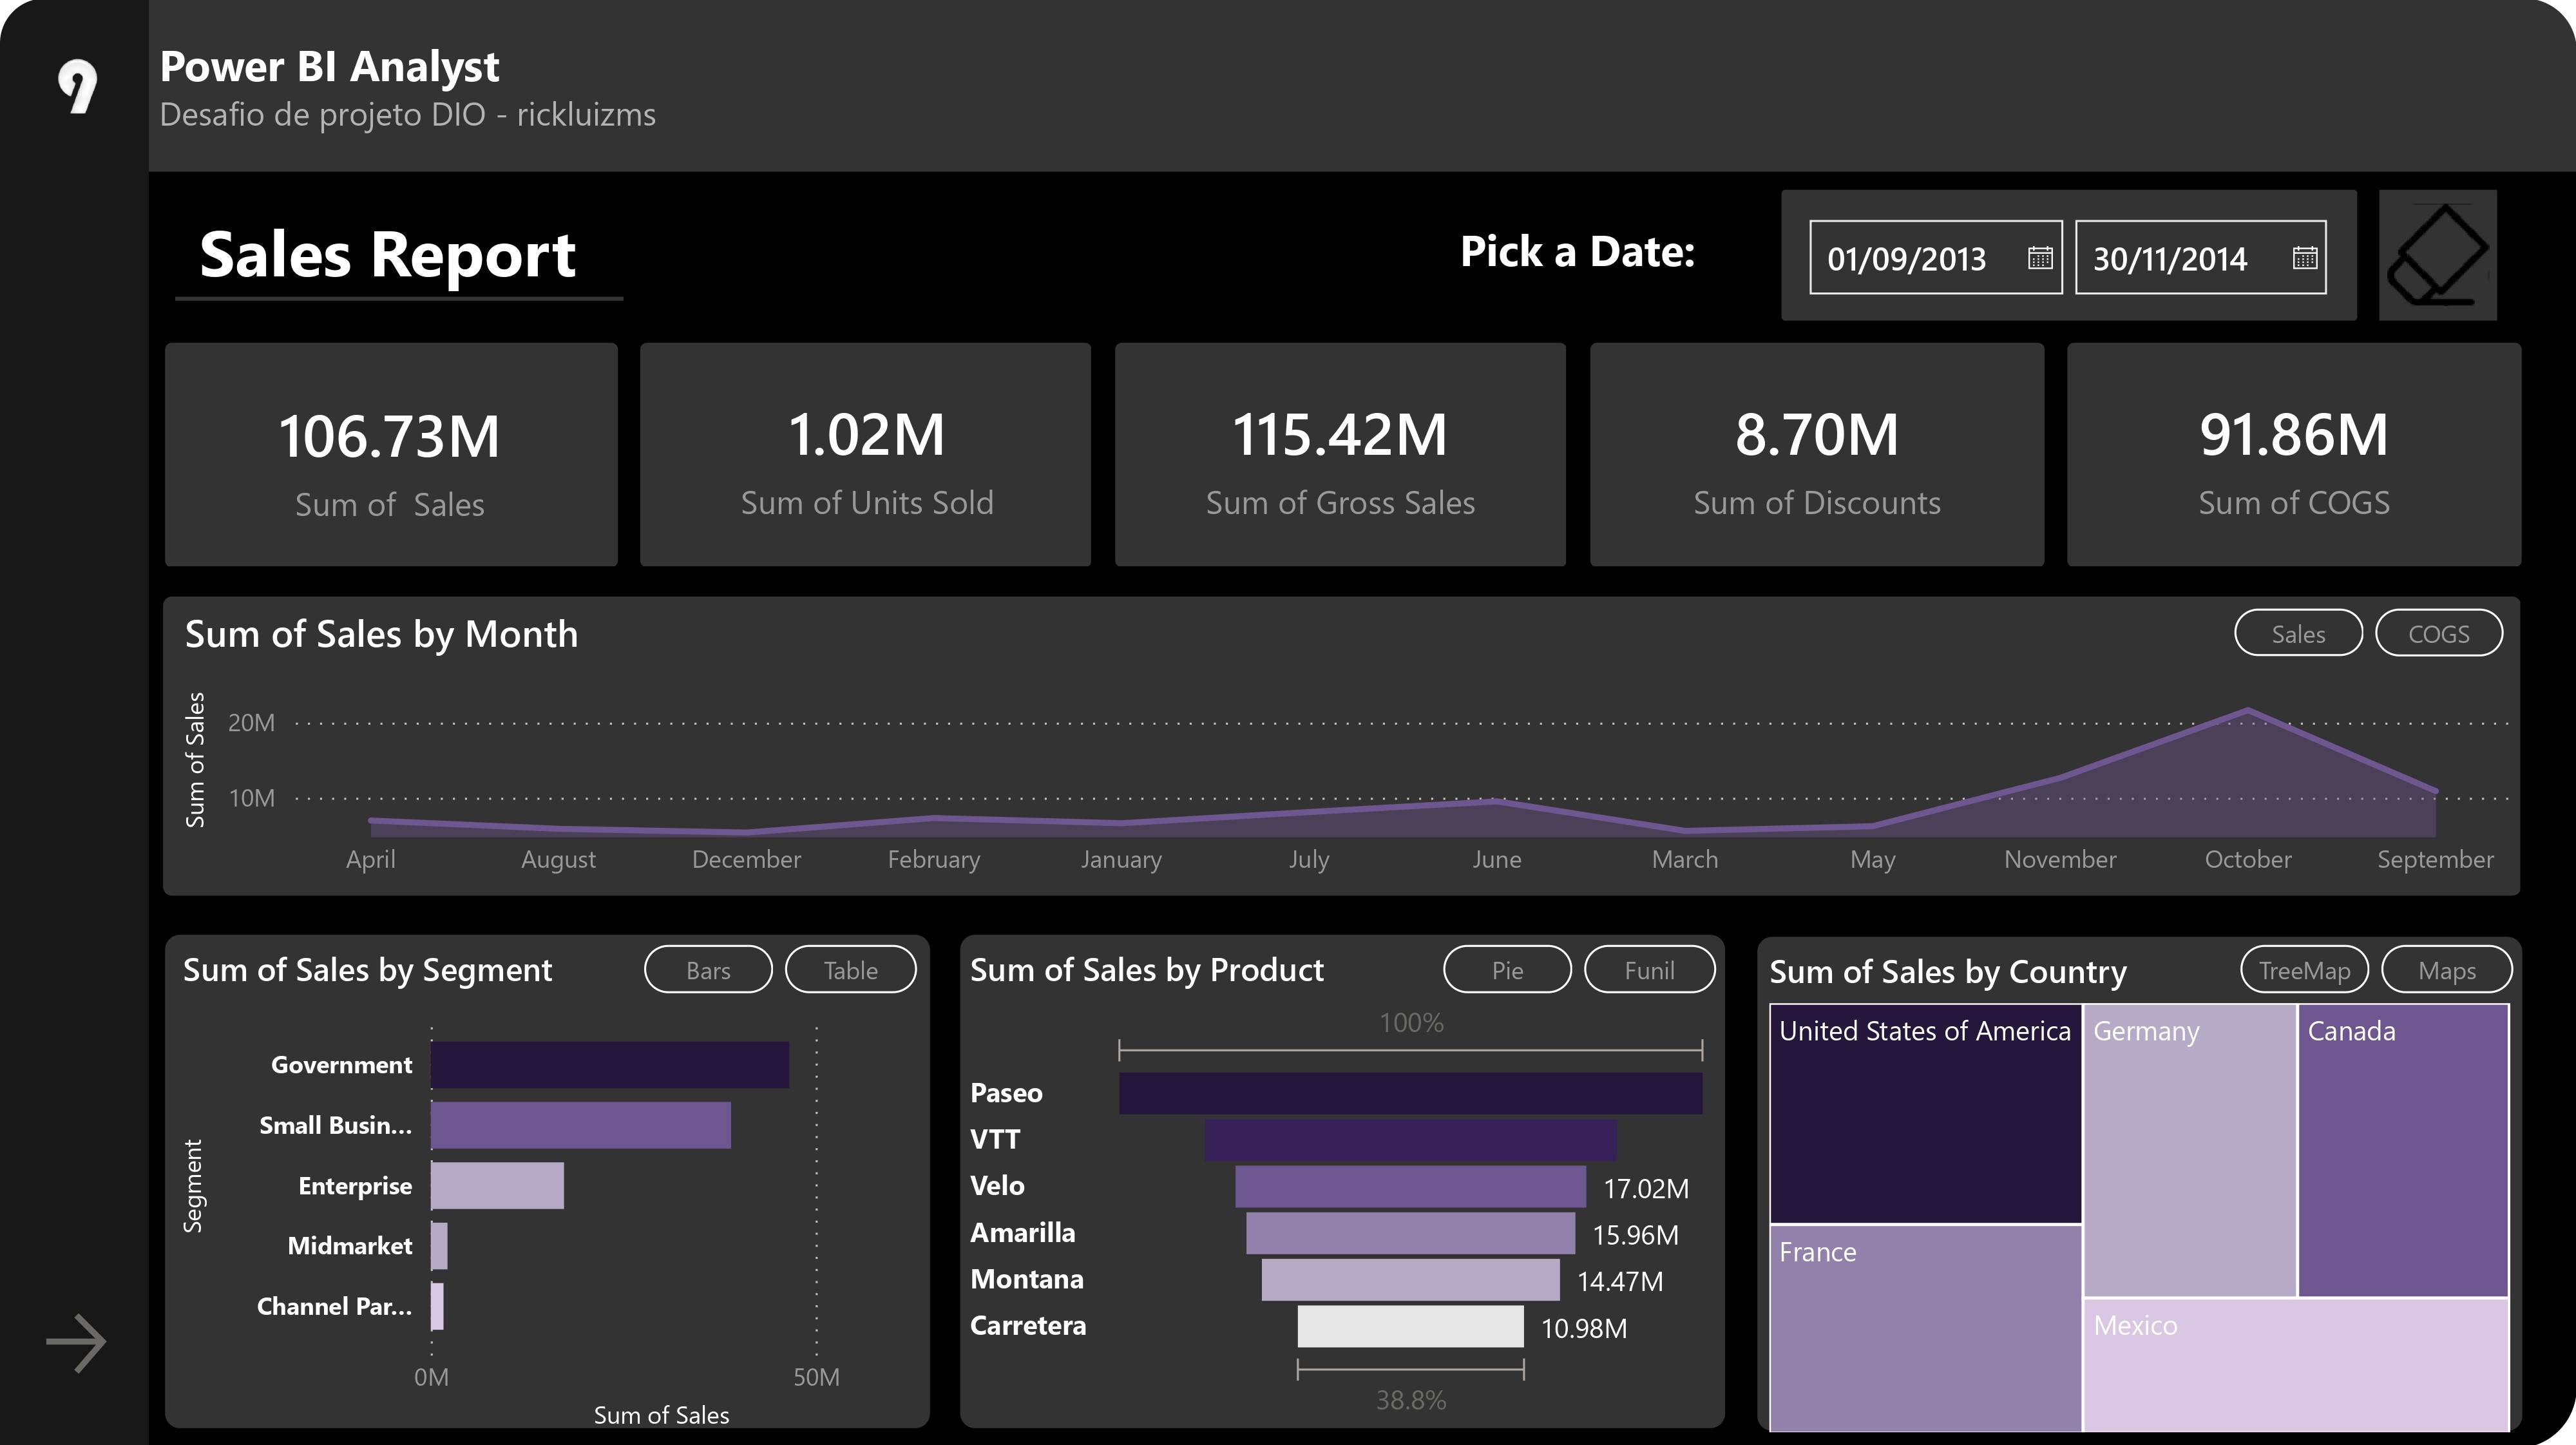 Power BI Analyst
Desafio de projeto DIO - rickluizms
Sales Report
Pick a Date:
01/09/2013
30/11/2014
106.73M
Sum of  Sales
1.02M
Sum of Units Sold
115.42M
Sum of Gross Sales
8.70M
Sum of Discounts
91.86M
Sum of COGS
Sum of Sales by Month
Sales
COGS
Sum of Sales
20M
10M
April August December February January July June March May November October September
Sum of Sales by Segment
Bars
Table
Segment
Government
Small Busin...
Enterprise
Midmarket
Channel Par...
0M 50M
Sum of Sales
Sum of Sales by Product
Pie
Funil
100%
Paseo
VTT
Velo 17.02M
Amarilla 15.96M
Montana 14.47M
Carretera 10.98M
38.8%
Sum of Sales by Country
TreeMap
Maps
United States of America
Germany
Canada
France
Mexico